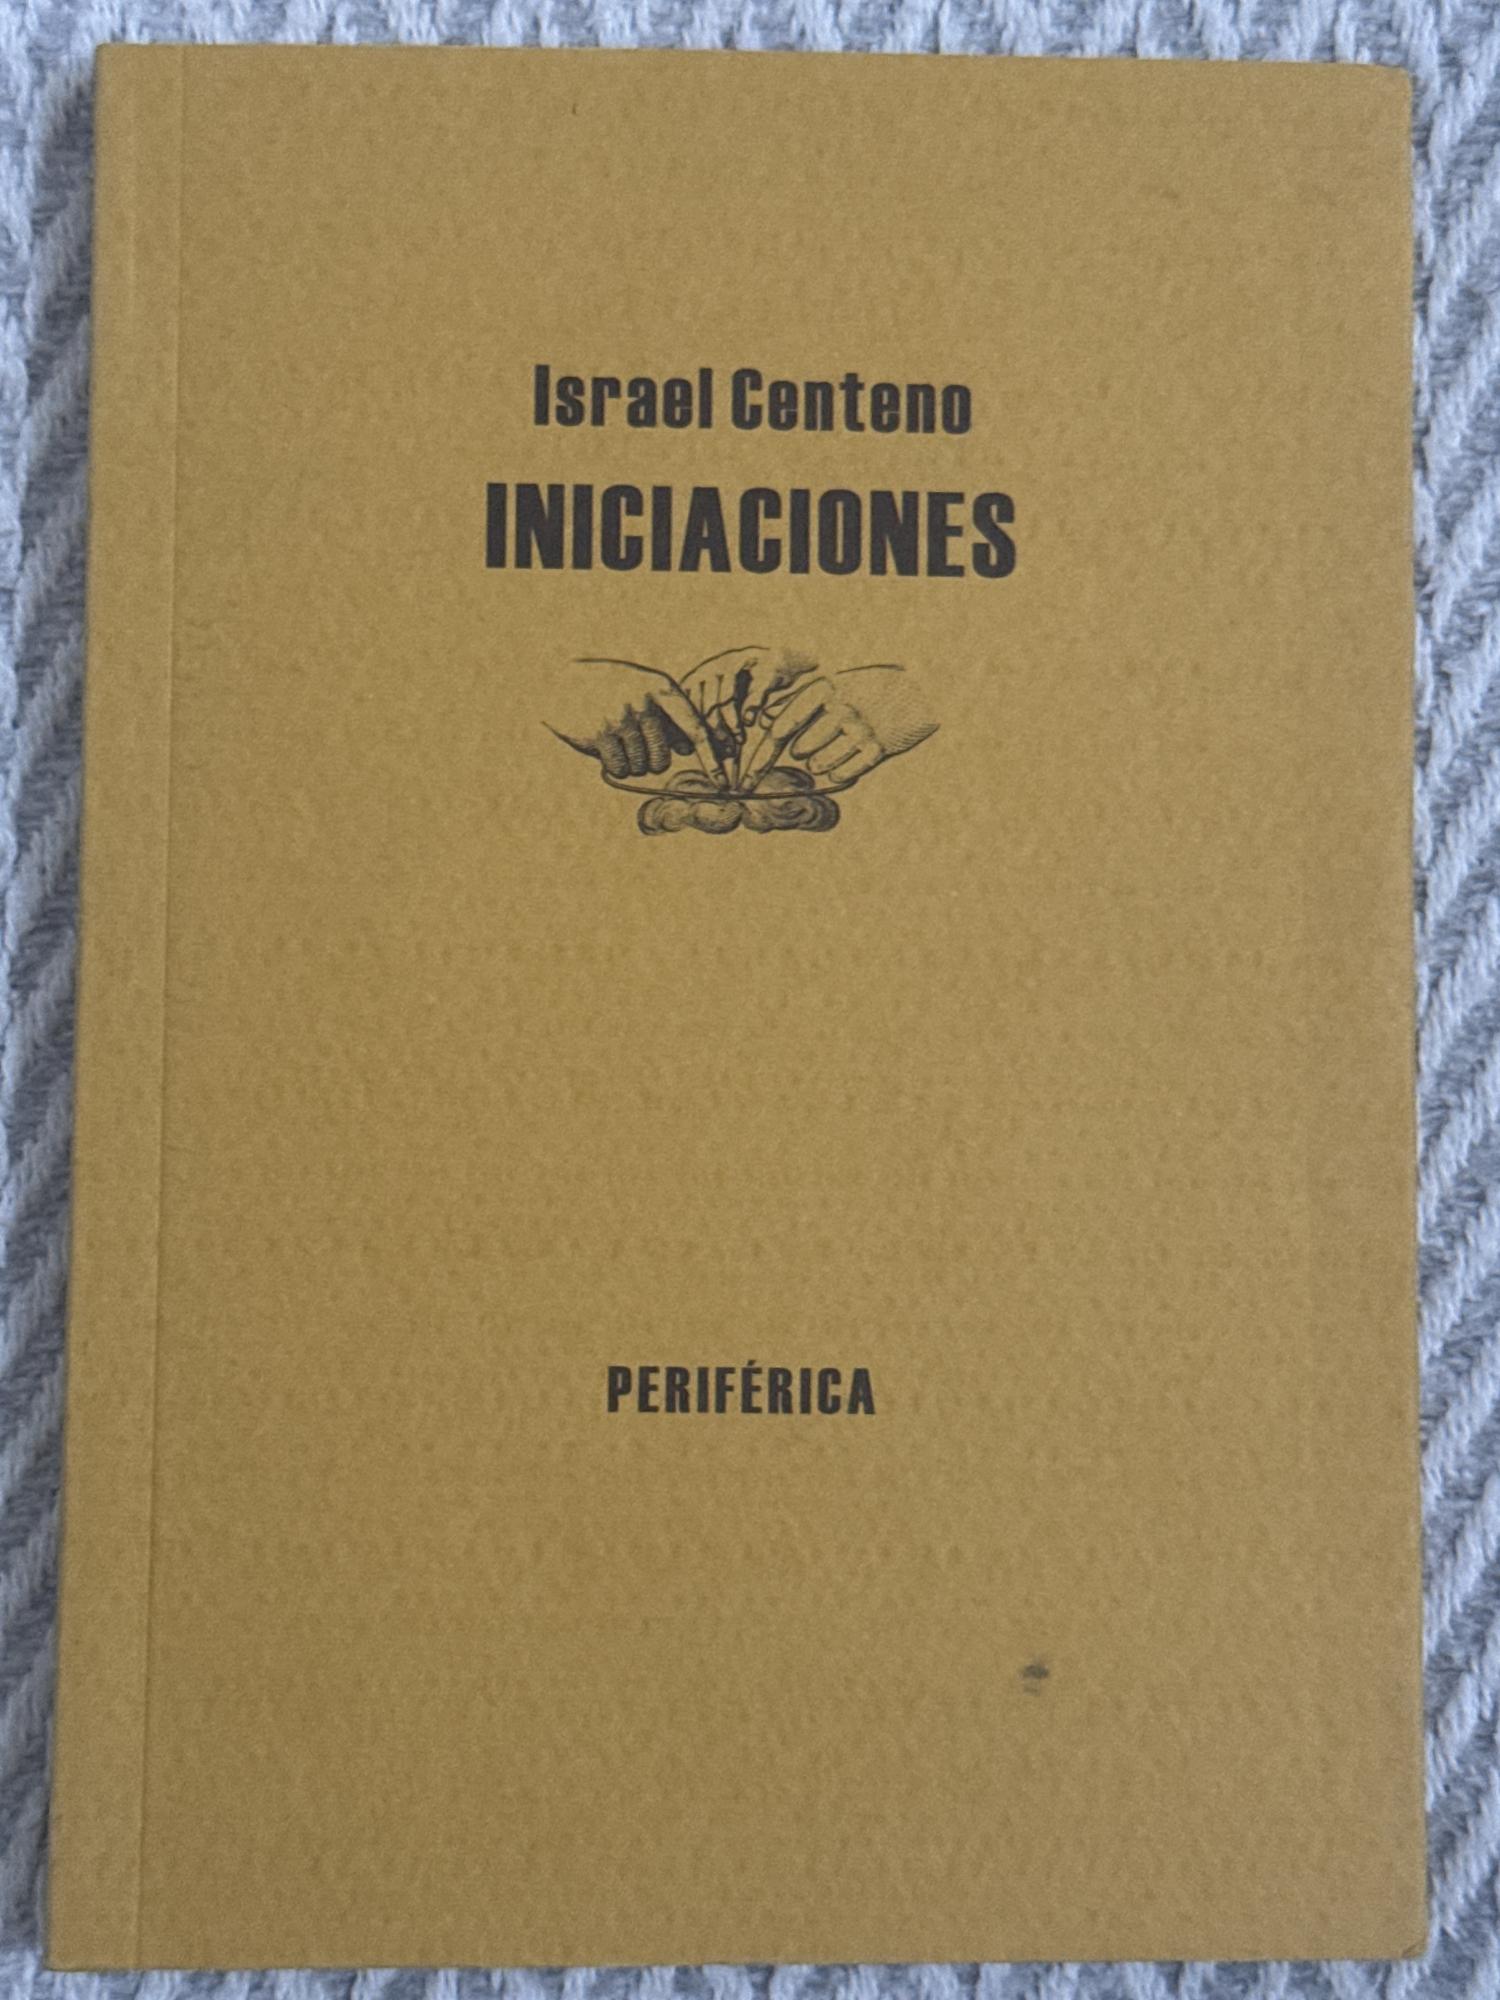 Israel Centeno
INICIACIONES
PERIFÉRICA